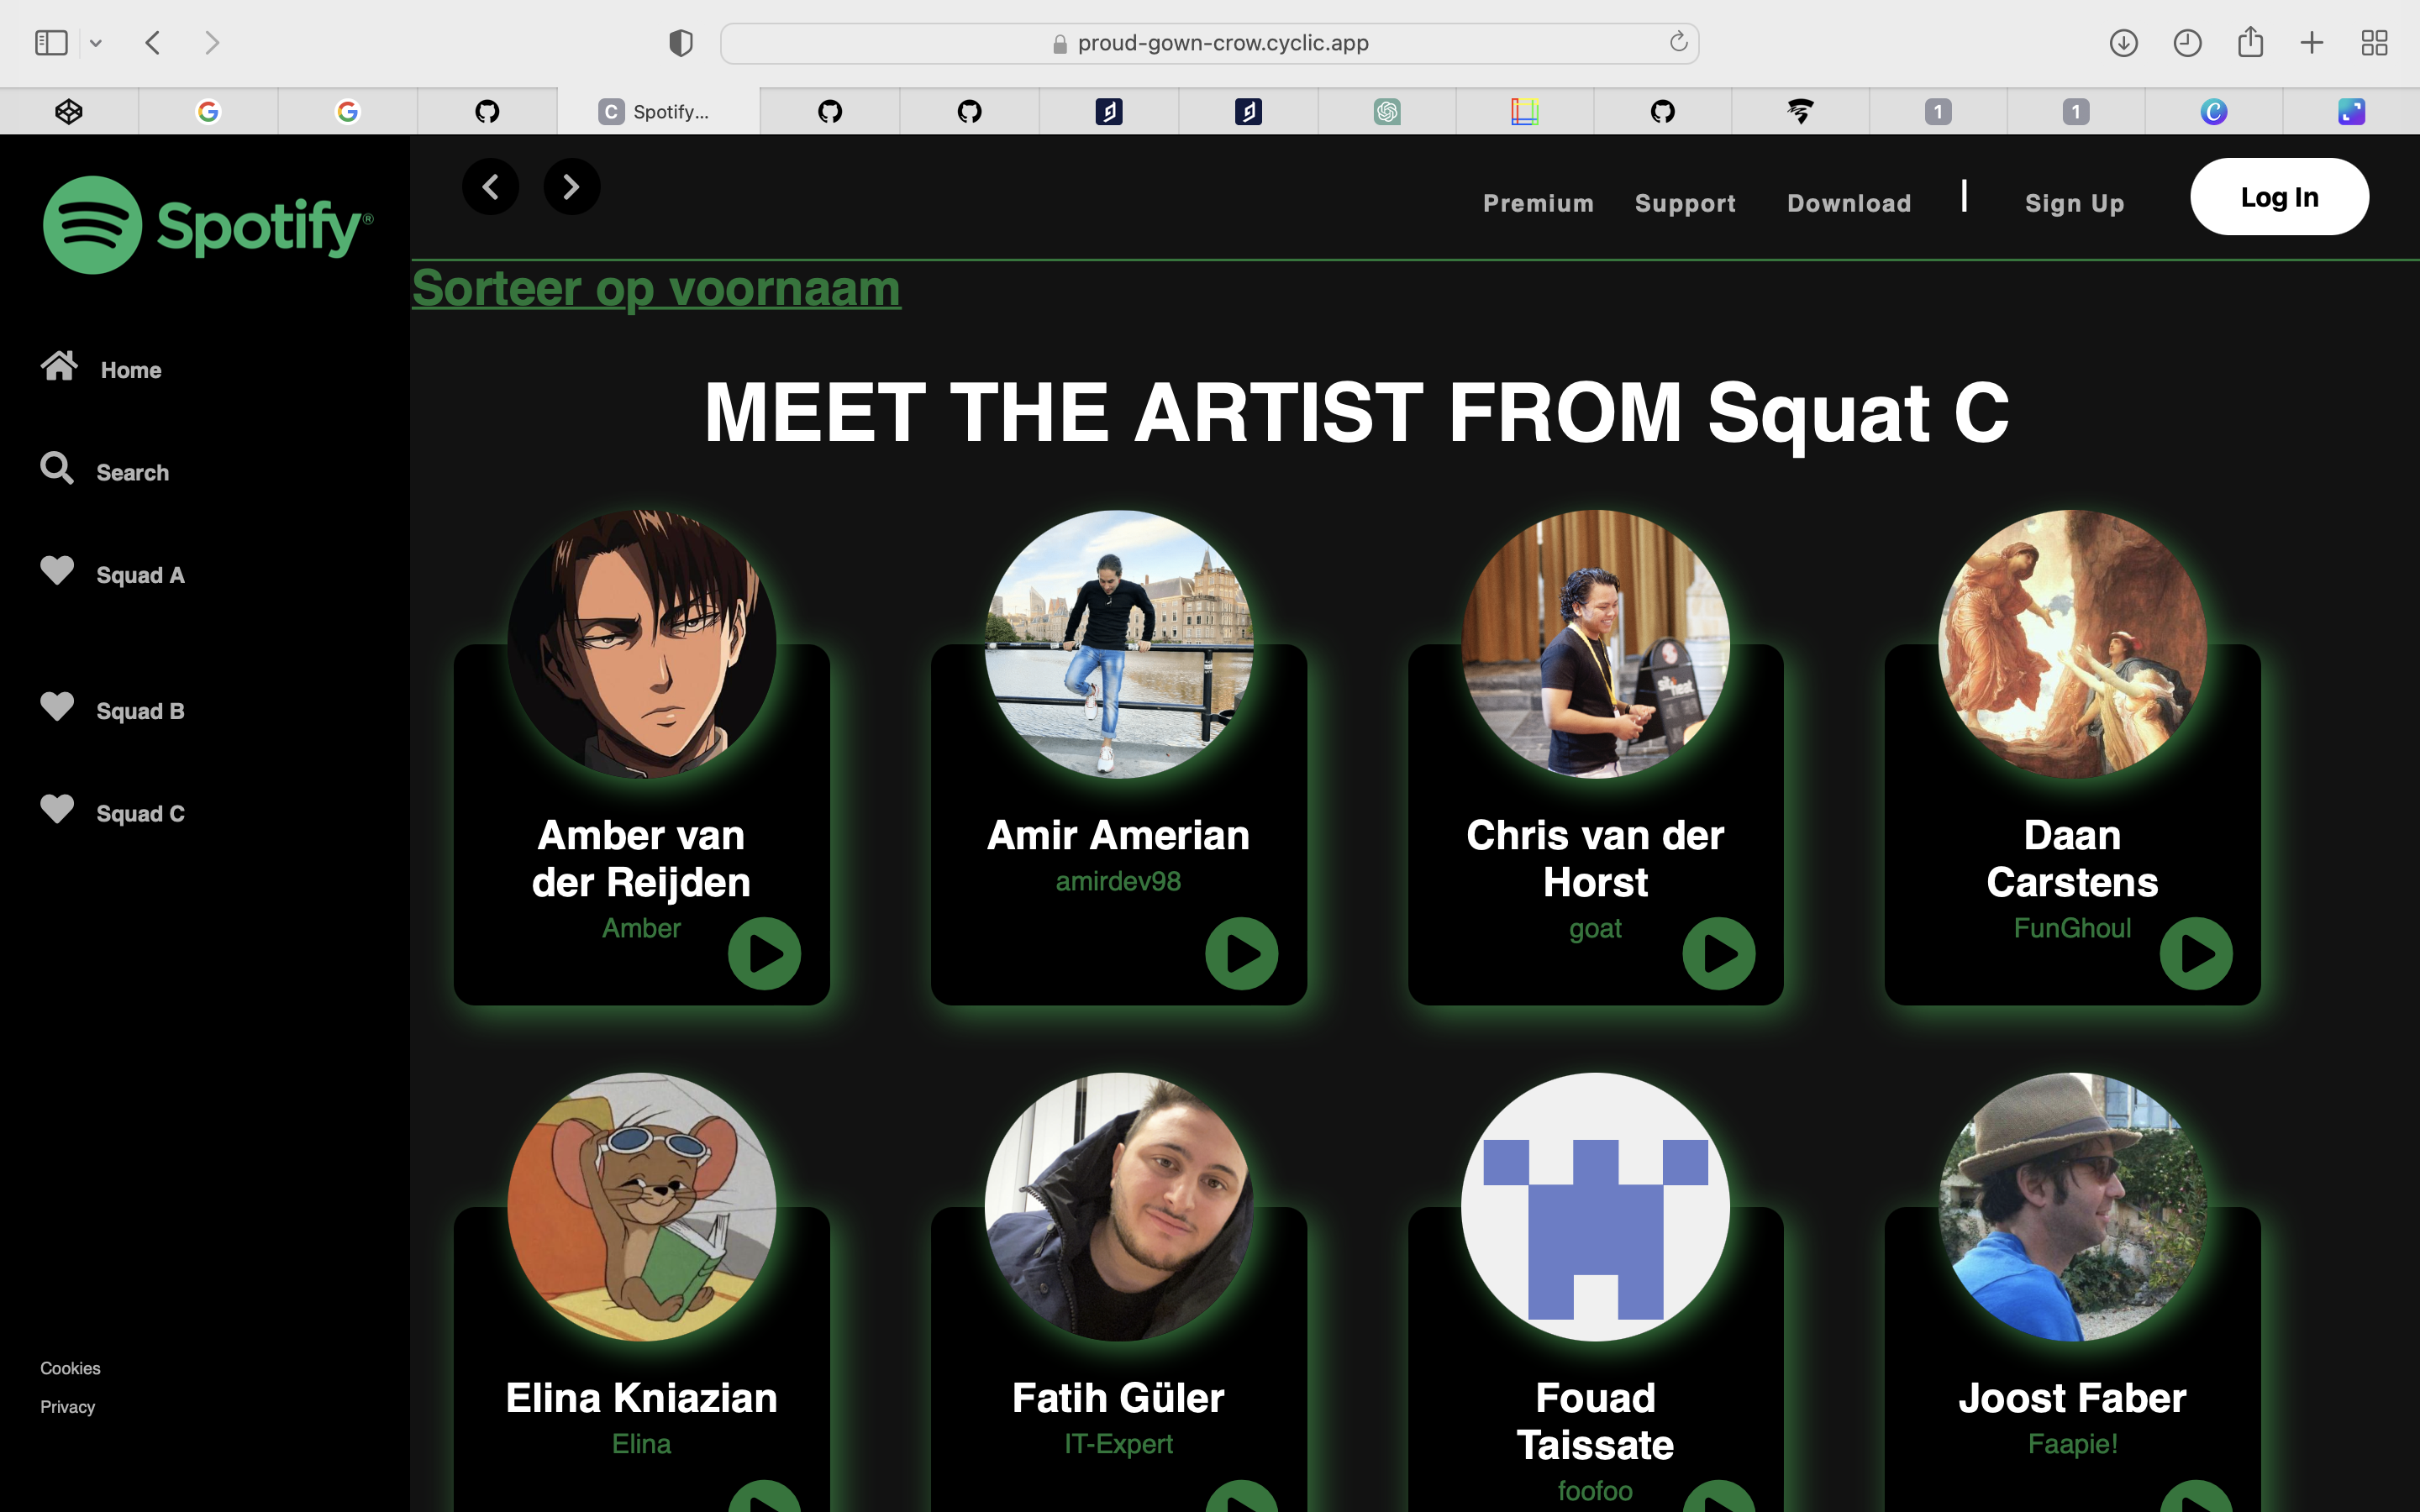 proud-gown-crow.cyclic.app
C Spotify...
1
1
Spotify®
Premium Support Download | Sign Up Log In
Sorteer op voornaam
Home
Search
Squad A
Squad B
Squad C
MEET THE ARTIST FROM Squat C
Amber van
der Reijden
Amber
Amir Amerian
amirdev98
Chris van der
Horst
goat
Daan
Carstens
FunGhoul
Elina Kniazian
Elina
Fatih Güler
IT-Expert
Fouad
Taissate
foofoo
Joost Faber
Faapie!
Cookies
Privacy